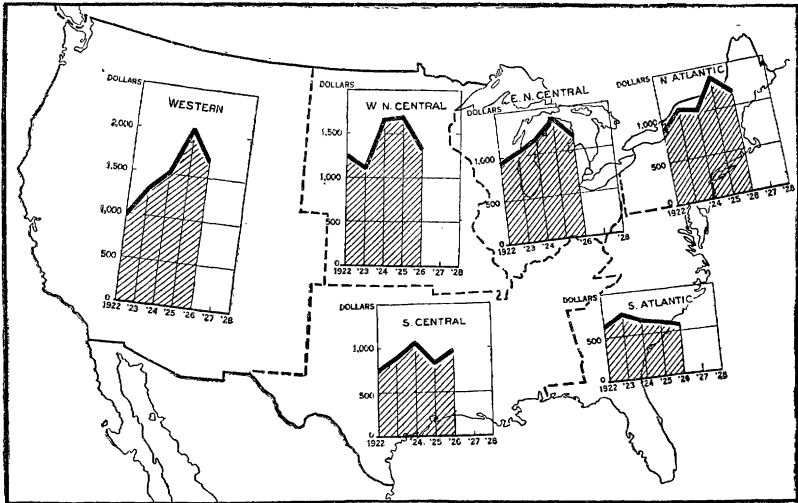 DOLLARS
WESTERN
2,000
1,500
1,000
500
0
1922 '23 '24 '25 '26 '27 '28
DOLLARS
W N. CENTRAL
1,500
1,000
500
0
1922 '23 '24 '25 '26 '27 '28
DOLLARS
E. N. CENTRAL
1,000
500
0
1922 '23 '24 '26 '28
DOLLARS
N ATLANTIC
1,000
500
0
1922 '24 '25 '26 '27 '28
DOLLARS
S. CENTRAL
1,000
500
0
1922 '24 '25 '26 '27 '28
DOLLARS
S. ATLANTIC
500
0
1922 '23 '24 '25 '26 '27 '28